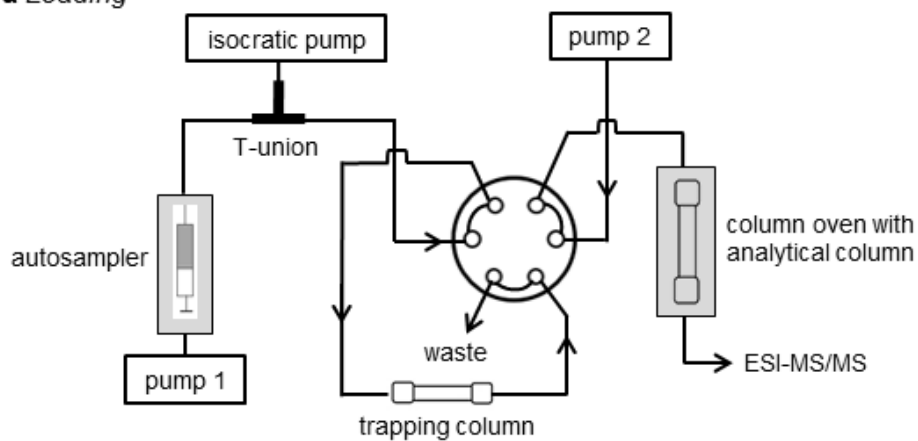 Loading
isocratic pump
pump 2
T-union
autosampler
column oven with
analytical column
waste
ESI-MS/MS
pump 1
trapping column